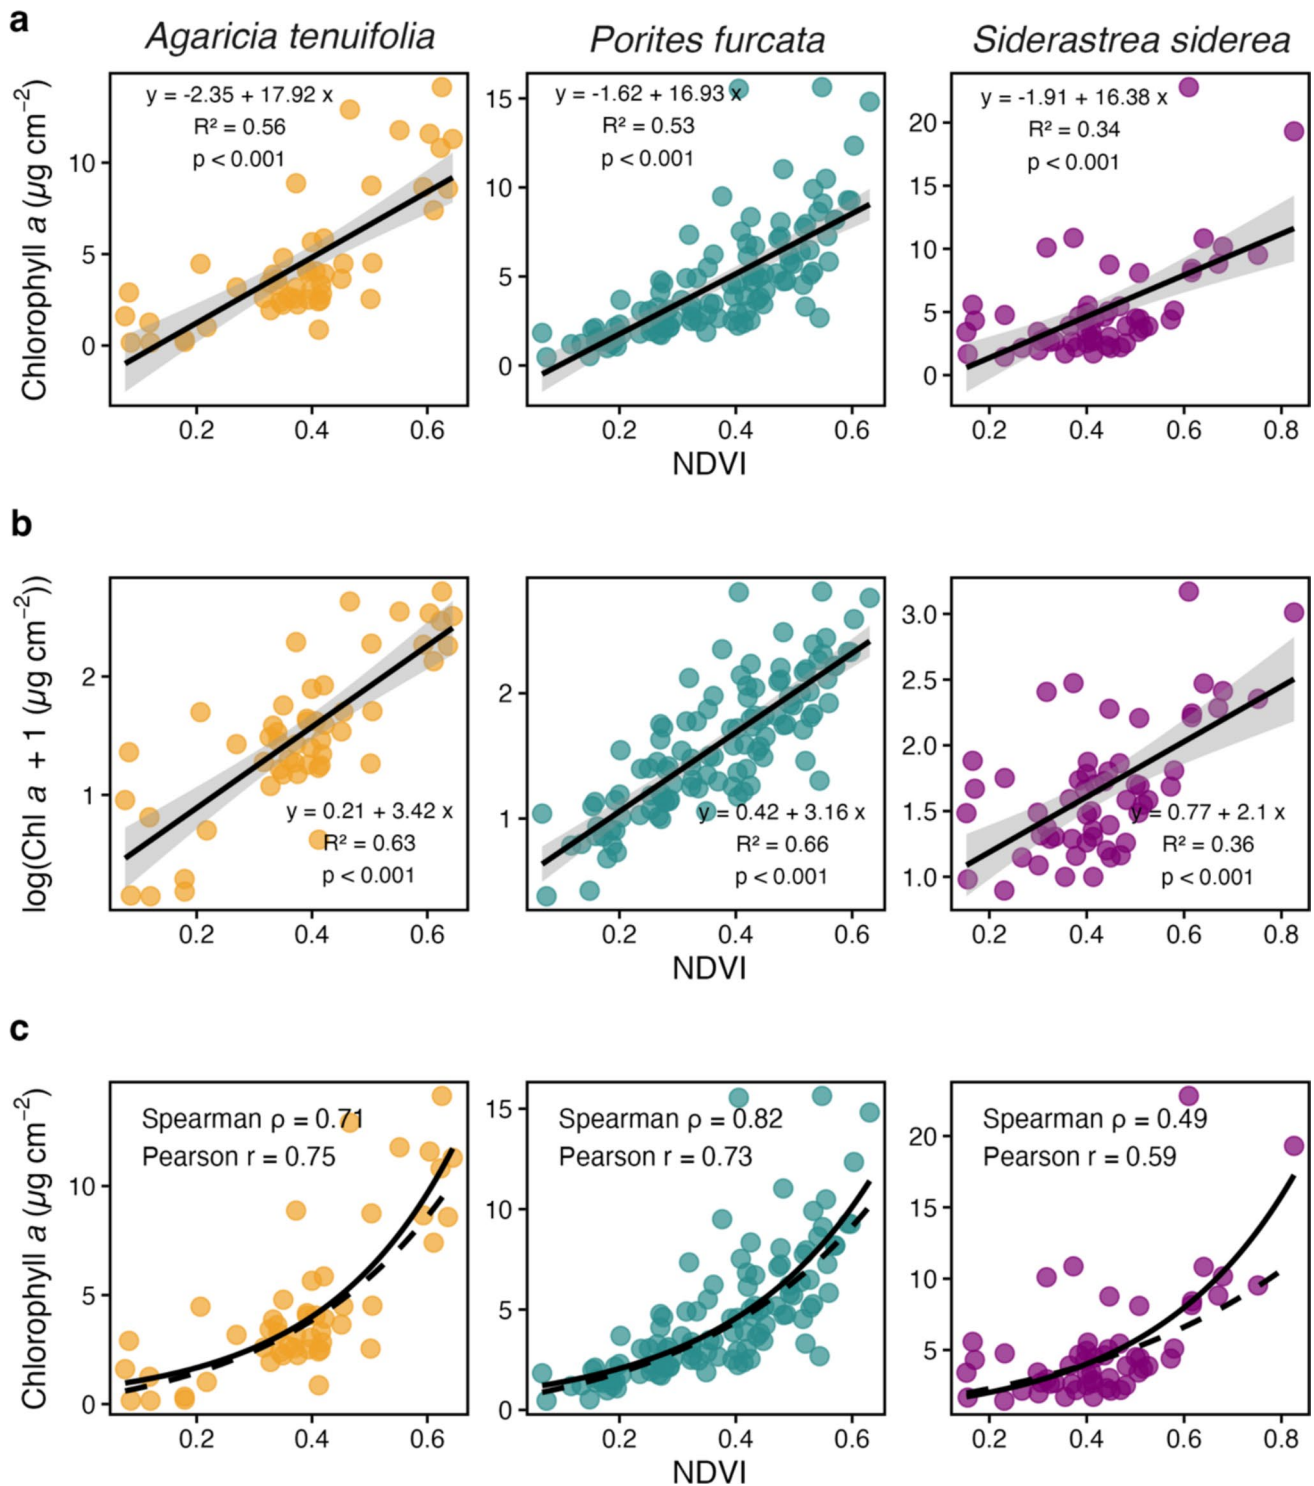 a
Agaricia tenuifolia
Porites furcata
Siderastrea siderea
Chlorophyll a (μg cm⁻²)
y = -2.35 + 17.92 x
R² = 0.56
p < 0.001
10
5
0
0.2 0.4 0.6
y = -1.62 + 16.93 x
R² = 0.53
p < 0.001
15
10
5
0
0.2 0.4 0.6
y = -1.91 + 16.38 x
R² = 0.34
p < 0.001
20
15
10
5
0
0.2 0.4 0.6 0.8
NDVI
b
log(Chl a + 1 (μg cm⁻²))
2
1
y = 0.21 + 3.42 x
R² = 0.63
p < 0.001
0.2 0.4 0.6
2
1
y = 0.42 + 3.16 x
R² = 0.66
p < 0.001
0.2 0.4 0.6
3.0
2.5
2.0
1.5
1.0
y = 0.77 + 2.1 x
R² = 0.36
p < 0.001
0.2 0.4 0.6 0.8
NDVI
c
Chlorophyll a (μg cm⁻²)
Spearman ρ = 0.71
Pearson r = 0.75
10
5
0
0.2 0.4 0.6
Spearman ρ = 0.82
Pearson r = 0.73
15
10
5
0
0.2 0.4 0.6
Spearman ρ = 0.49
Pearson r = 0.59
20
15
10
5
0.2 0.4 0.6 0.8
NDVI